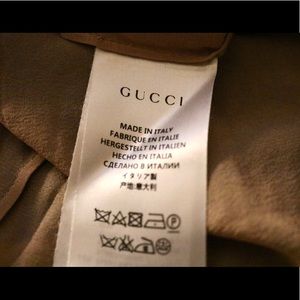 GUCCI
MADE IN ITALY
FABRIQUE EN ITALIE
HERGESTELLT IN ITALIEN
HECHO EN ITALIA
СДЕЛАНО В ИТАЛИИ
イタリア製
产地:意大利